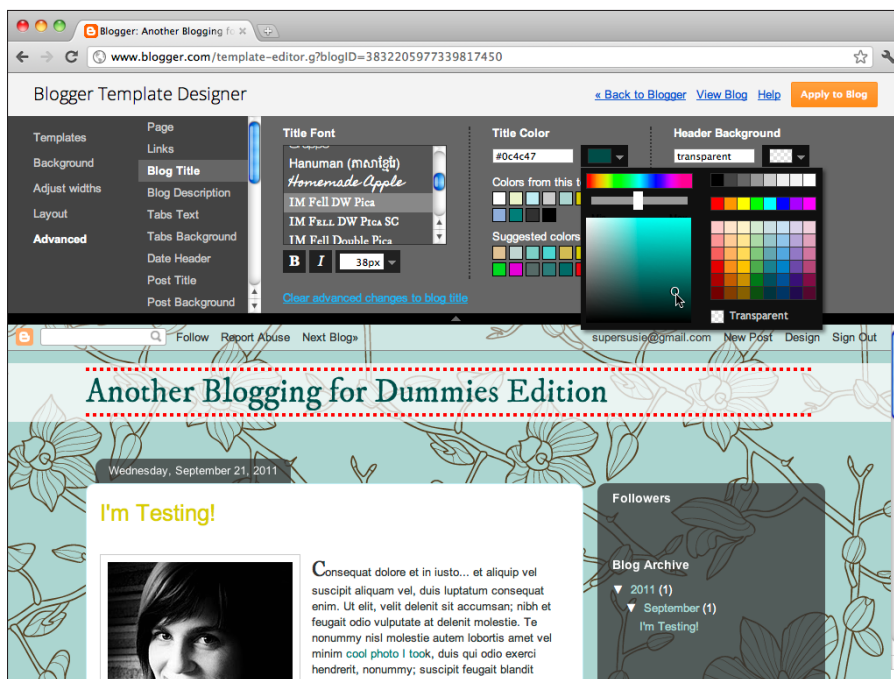 Blogger: Another Blogging fo
www.blogger.com/template-editor.g?blogID=3832205977339817450
Blogger Template Designer
« Back to Blogger View Blog Help Apply to Blog
Templates
Background
Adjust widths
Layout
Advanced
Page
Links
Blog Title
Blog Description
Tabs Text
Tabs Background
Date Header
Post Title
Post Background
Title Font
Hanuman (ភាសាខ្មែរ)
Homemade Apple
IM Fell DW Pica
IM Fell DW Pica SC
IM Fell Double Pica
B I 38px
Clear advanced changes to blog title
Title Color
#0c4c47
Colors from this t
Suggested colors
Header Background
transparent
Transparent
Follow Report Abuse Next Blog»
supersusie@gmail.com New Post Design Sign Out
Another Blogging for Dummies Edition
Wednesday, September 21, 2011
I'm Testing!
Consequat dolore et in iusto... et aliquip vel
suscipit aliquam vel, duis luptatum consequat
enim. Ut elit, velit delenit sit accumsan; nibh et
feugait odio vulputate at delenit molestie. Te
nonummy nisl molestie autem lobortis amet vel
minim cool photo I took, duis qui odio exerci
hendrerit, nonummy; suscipit feugait blandit
Followers
Blog Archive
▼ 2011 (1)
▼ September (1)
I'm Testing!